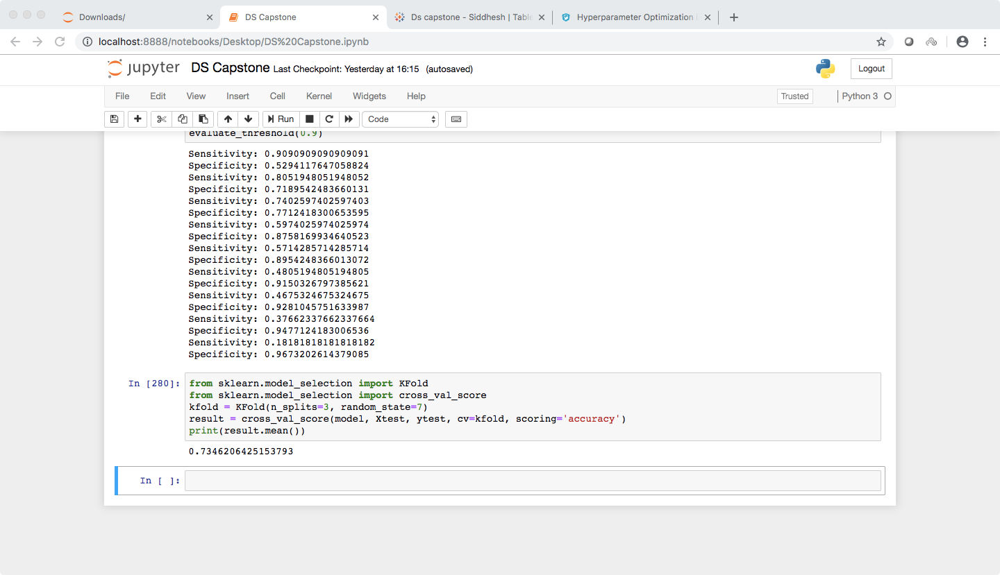 Downloads/
DS Capstone
Ds capstone - Siddhesh | Table
Hyperparameter Optimization i
localhost:8888/notebooks/Desktop/DS%20Capstone.ipynb
jupyter DS Capstone Last Checkpoint: Yesterday at 16:15 (autosaved)
Logout
File Edit View Insert Cell Kernel Widgets Help
Trusted
Python 3
Run
Code
evaluate_threshold(0.9)
Sensitivity: 0.9090909090909091
Specificity: 0.5294117647058824
Sensitivity: 0.8051948051948052
Specificity: 0.7189542483660131
Sensitivity: 0.7402597402597403
Specificity: 0.7712418300653595
Sensitivity: 0.5974025974025974
Specificity: 0.8758169934640523
Sensitivity: 0.5714285714285714
Specificity: 0.8954248366013072
Sensitivity: 0.4805194805194805
Specificity: 0.9150326797385621
Sensitivity: 0.4675324675324675
Specificity: 0.9281045751633987
Sensitivity: 0.37662337662337664
Specificity: 0.9477124183006536
Sensitivity: 0.18181818181818182
Specificity: 0.9673202614379085
In [280]:
from sklearn.model_selection import KFold
from sklearn.model_selection import cross_val_score
kfold = KFold(n_splits=3, random_state=7)
result = cross_val_score(model, Xtest, ytest, cv=kfold, scoring='accuracy')
print(result.mean())
0.7346206425153793
In [ ]: